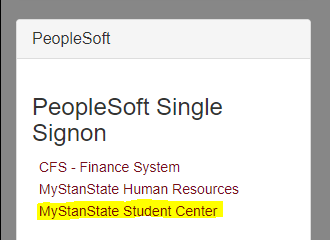 PeopleSoft
PeopleSoft Single
Signon
CFS - Finance System
MyStanState Human Resources
MyStanState Student Center